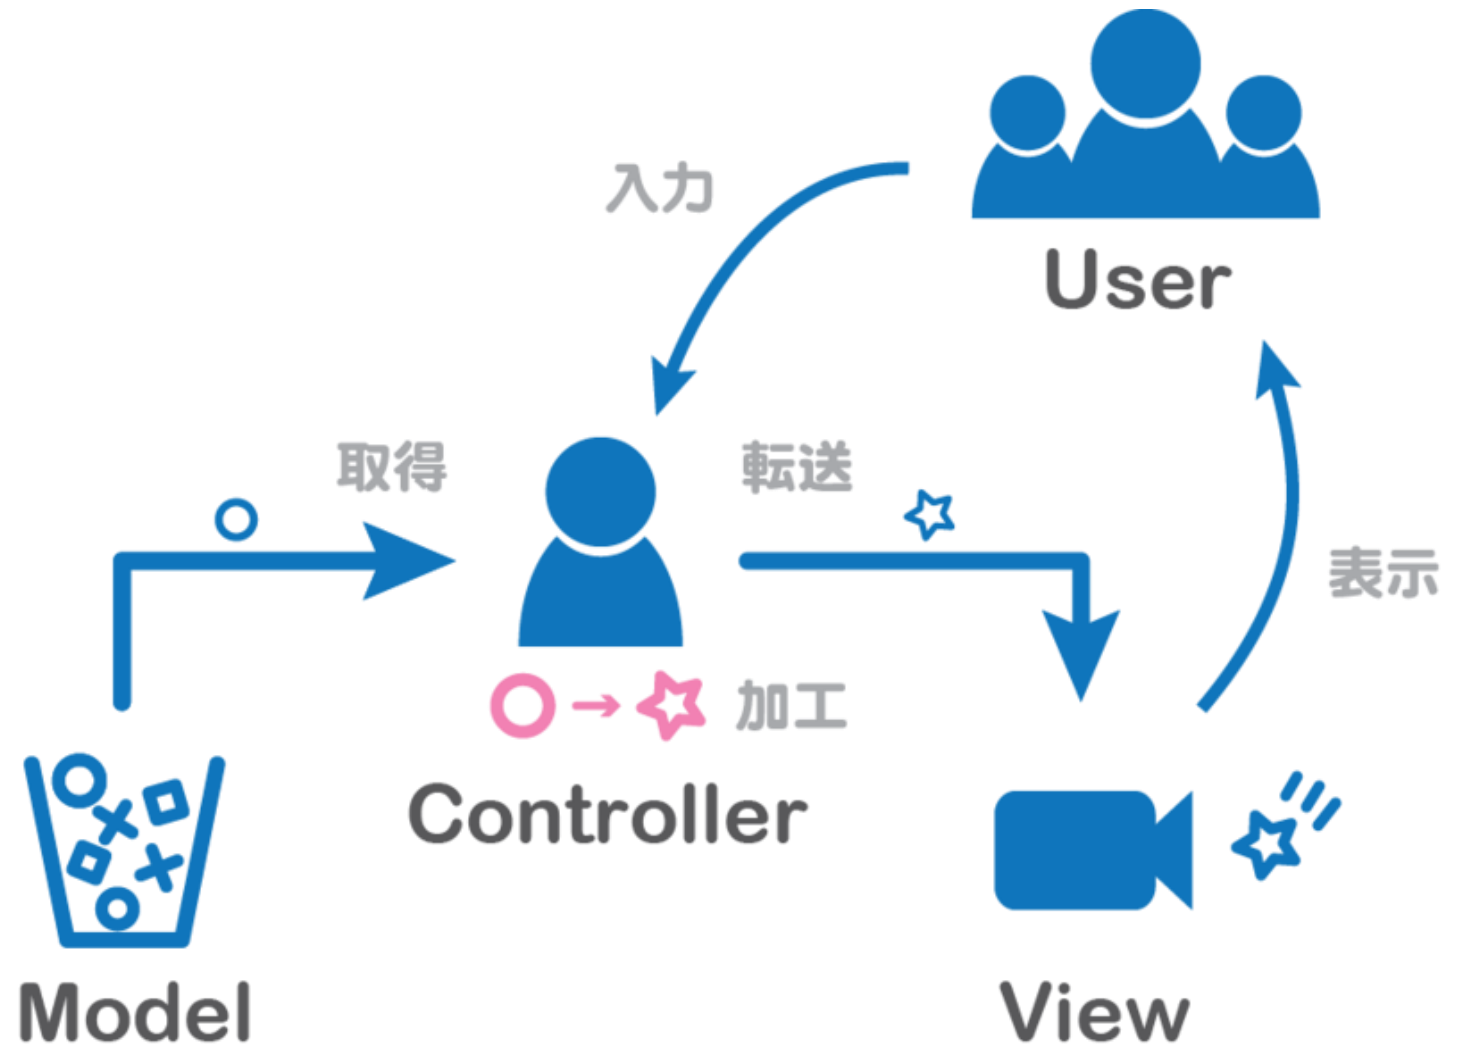 User
入力
取得
転送
表示
加工
Controller
Model
View